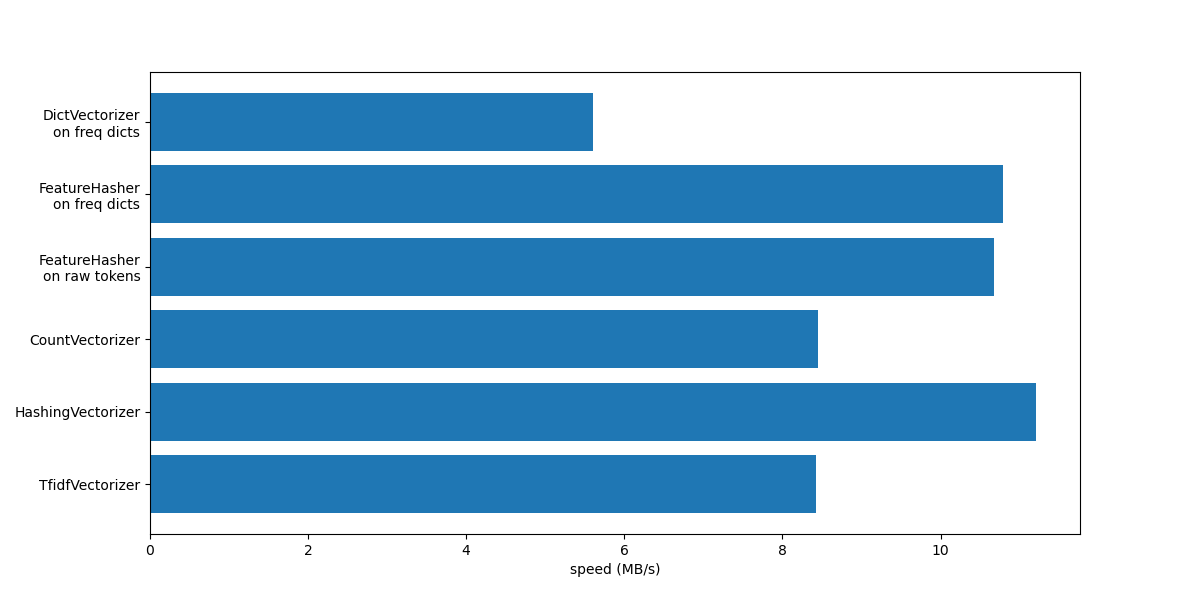 DictVectorizer
on freq dicts
FeatureHasher
on freq dicts
FeatureHasher
on raw tokens
CountVectorizer
HashingVectorizer
TfidfVectorizer
0 2 4 6 8 10
speed (MB/s)